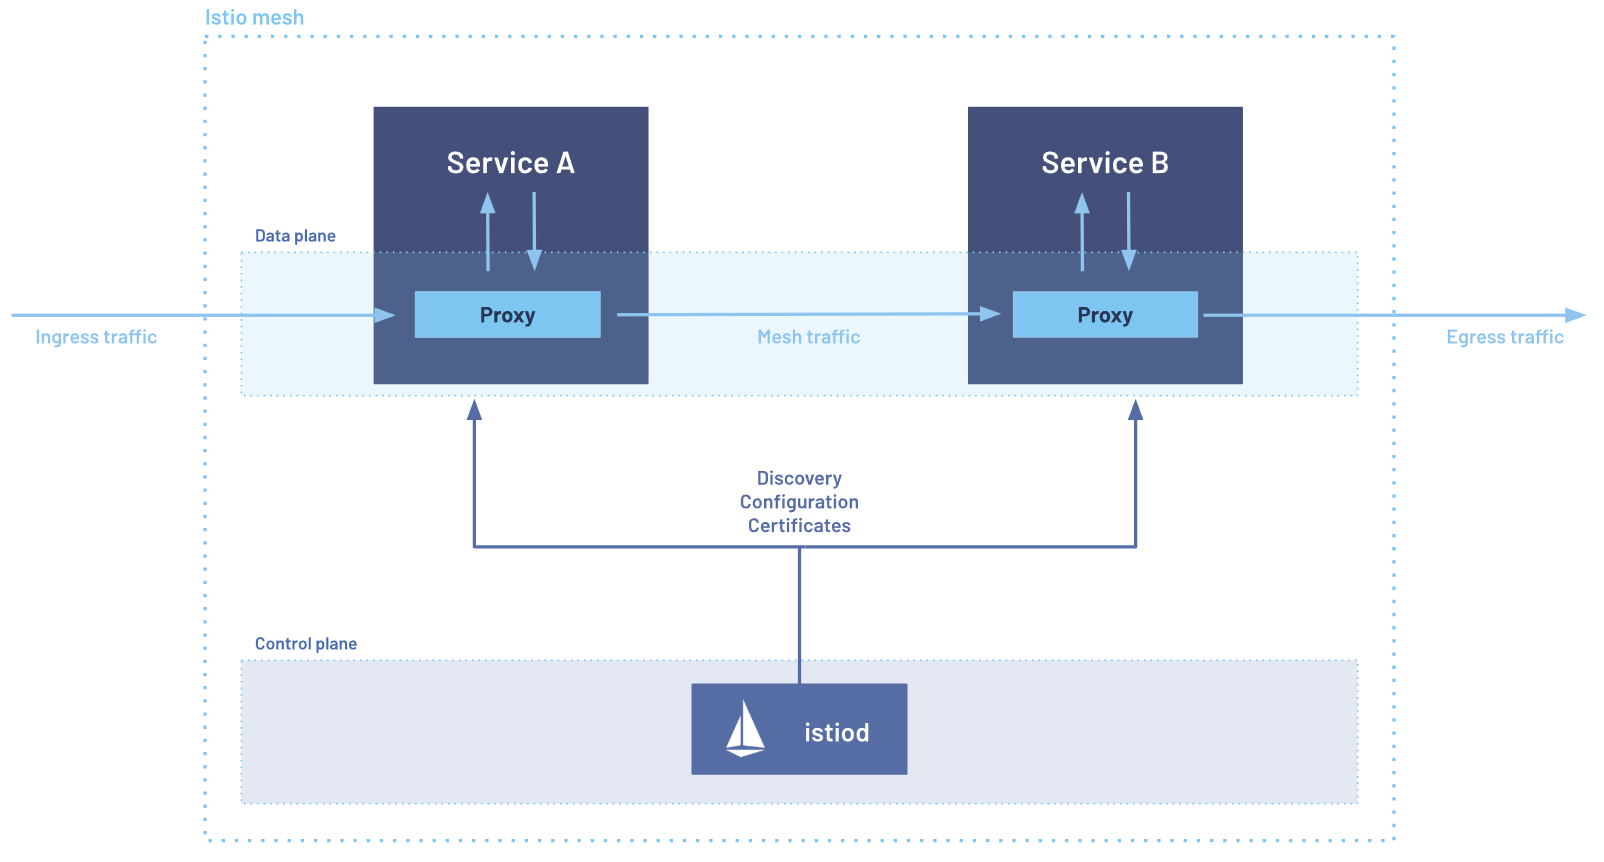 Istio mesh
Service A
Service B
Data plane
Proxy
Proxy
Ingress traffic
Mesh traffic
Egress traffic
Discovery
Configuration
Certificates
Control plane
istiod